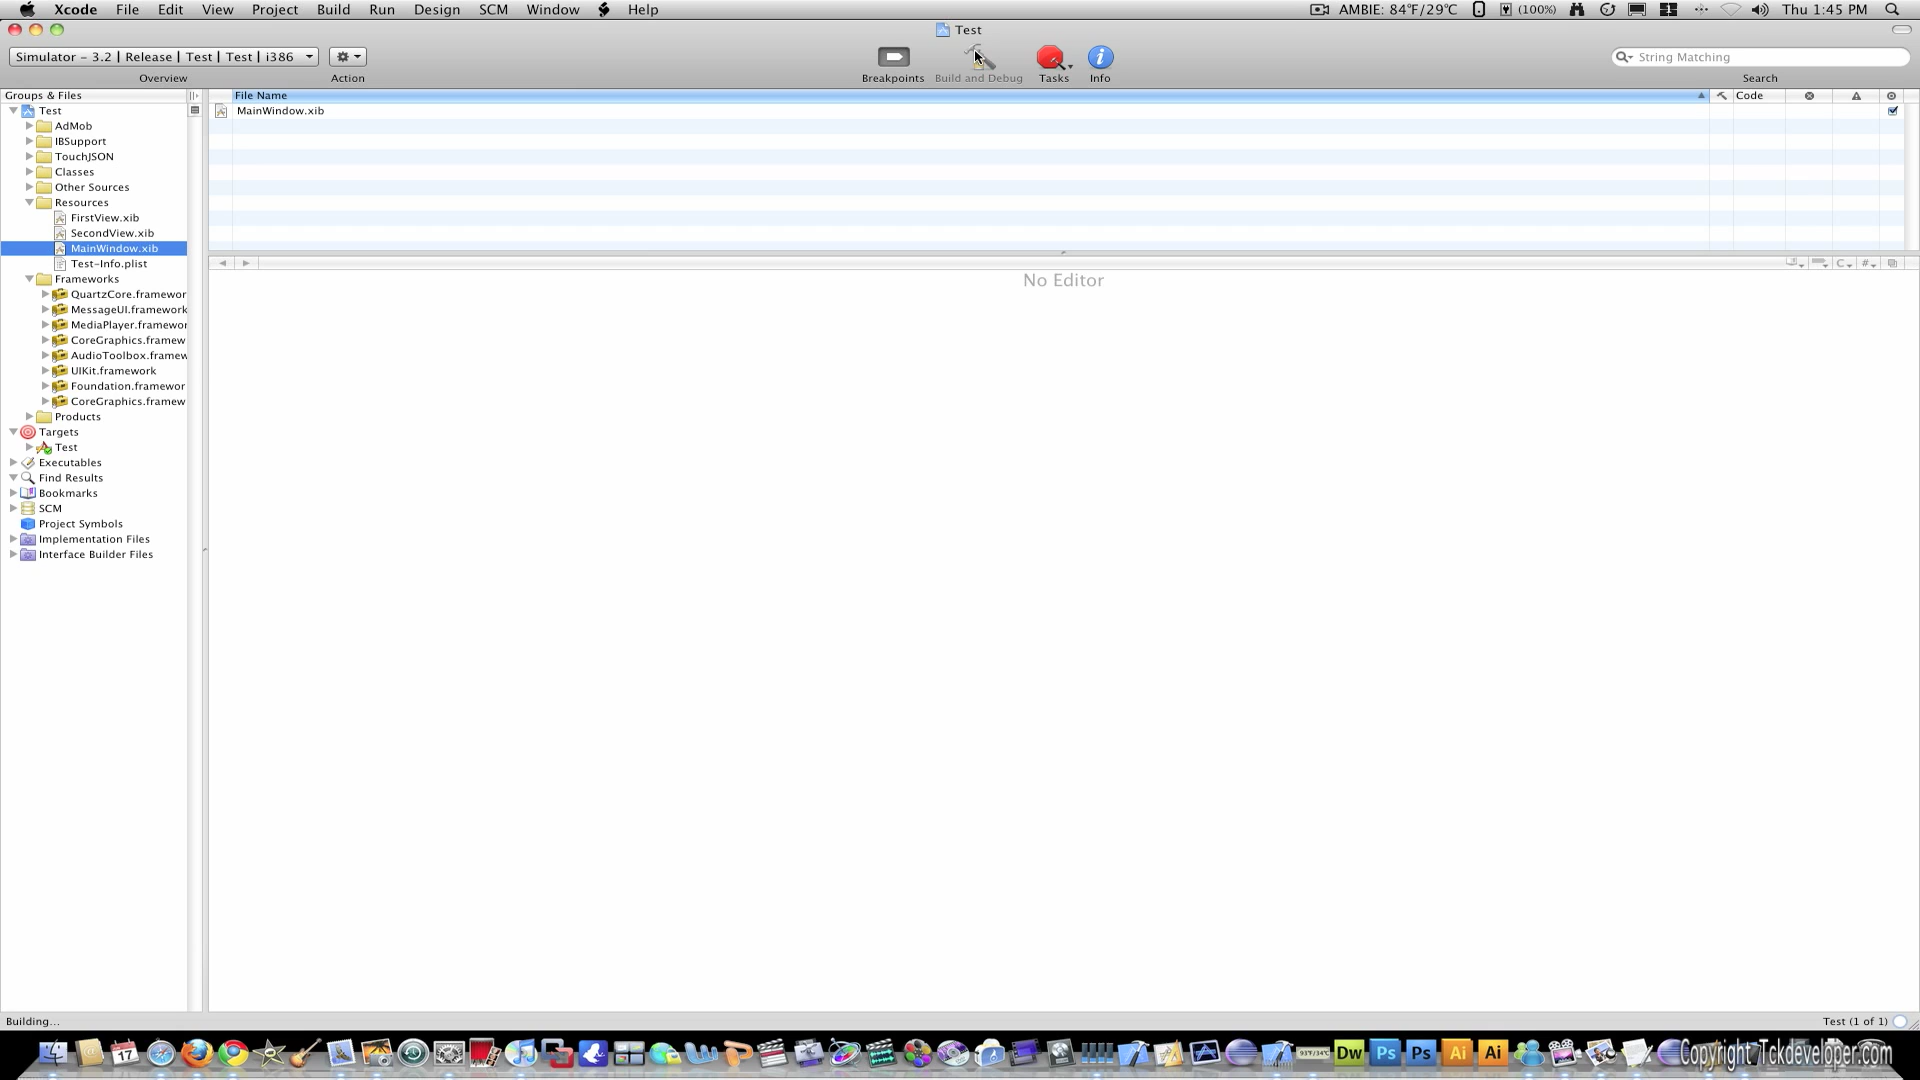 Xcode File Edit View Project Build Run Design SCM Window Help AMBIE: 84°F/29°C (100%) Thu 1:45 PM
Test
Simulator - 3.2 | Release | Test | Test | i386
String Matching
Overview Action Breakpoints Build and Debug Tasks Info Search
Groups & Files
File Name Code
Test
MainWindow.xib
AdMob
IBSupport
TouchJSON
Classes
Other Sources
Resources
FirstView.xib
SecondView.xib
MainWindow.xib
Test-Info.plist
Frameworks
QuartzCore.framewor
MessageUI.framework
MediaPlayer.framewor
CoreGraphics.framew
AudioToolbox.framew
UIKit.framework
Foundation.framewor
CoreGraphics.framew
Products
Targets
Test
Executables
Find Results
Bookmarks
SCM
Project Symbols
Implementation Files
Interface Builder Files
C
#
No Editor
Building...
Test (1 of 1)
17
93°F/34°C
Dw Ps Ps Ai Ai
Copyright 7ckdeveloper.com